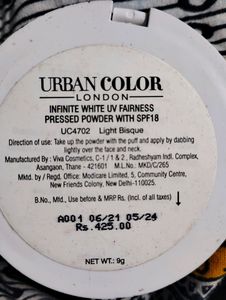 URBAN COLOR
LONDON
INFINITE WHITE UV FAIRNESS
PRESSED POWDER WITH SPF18
UC4702 Light Bisque
Direction of use: Take up the powder with the puff and apply by dabbing
lightly over the face and neck.
Manufactured by: Viva Cosmetics, C-1 / 1 & 2 , Radheshyam Indl. Complex,
Asangaon, Thane - 421601 M.L.No.: MKD/C/265
Mktd. by / Regd. Office: Modicare Limited, 5, Community Centre,
New Friends Colony, New Delhi-110025.
B.No., Mfd., Use before & MRP Rs. (incl. of all taxes)
A001 06/21 05/24
Rs.425.00
NET WT.: 9g